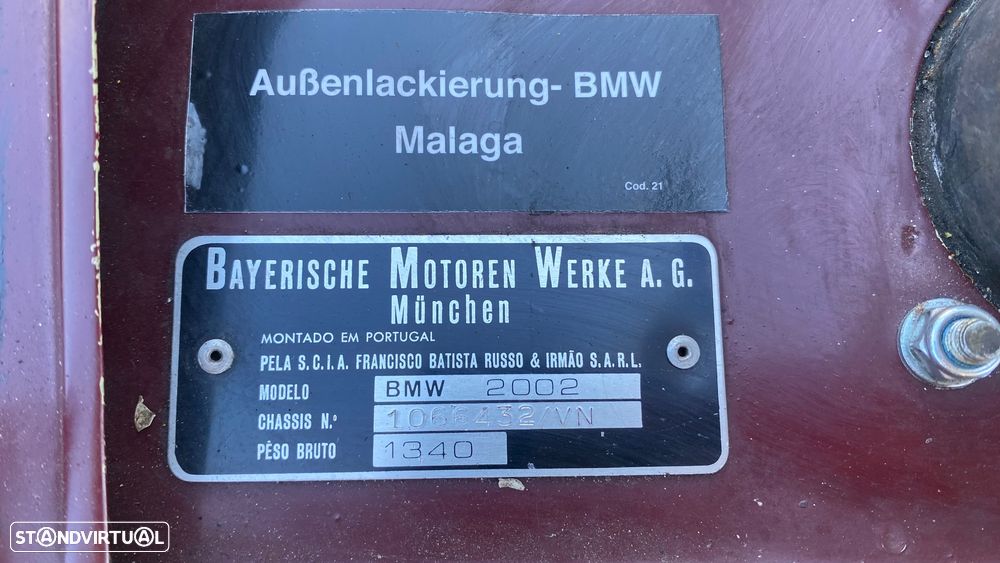 Außenlackierung- BMW
Malaga
Cod. 21
BAYERISCHE MOTOREN WERKE A. G.
München
MONTADO EM PORTUGAL
PELA S.C.I.A. FRANCISCO BATISTA RUSSO & IRMÃO S.A.R.L.
MODELO BMW 2002
CHASSIS N.º
PÊSO BRUTO 1340
STANDVIRTUAL